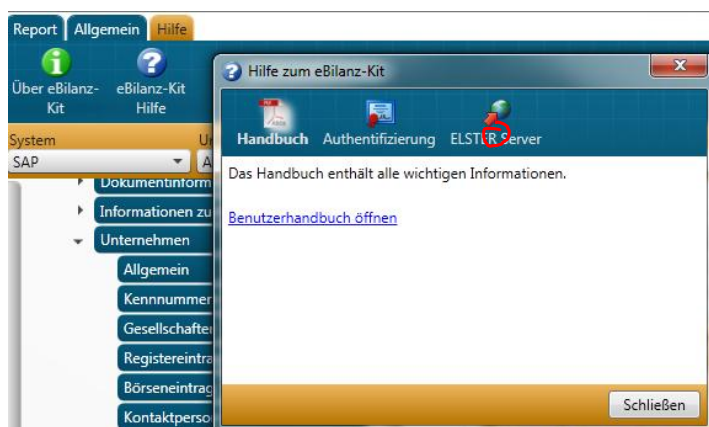 Report Allgemein Hilfe
Über eBilanz-Kit
eBilanz-Kit Hilfe
System
SAP
Dokumentinform
Informationen zu
Unternehmen
Allgemein
Kennnummer
Gesellschafter
Registereintra
Börseneintrag
Kontaktperso
Hilfe zum eBilanz-Kit
Handbuch Authentifizierung ELSTER Server
Das Handbuch enthält alle wichtigen Informationen.
Benutzerhandbuch öffnen
Schließen